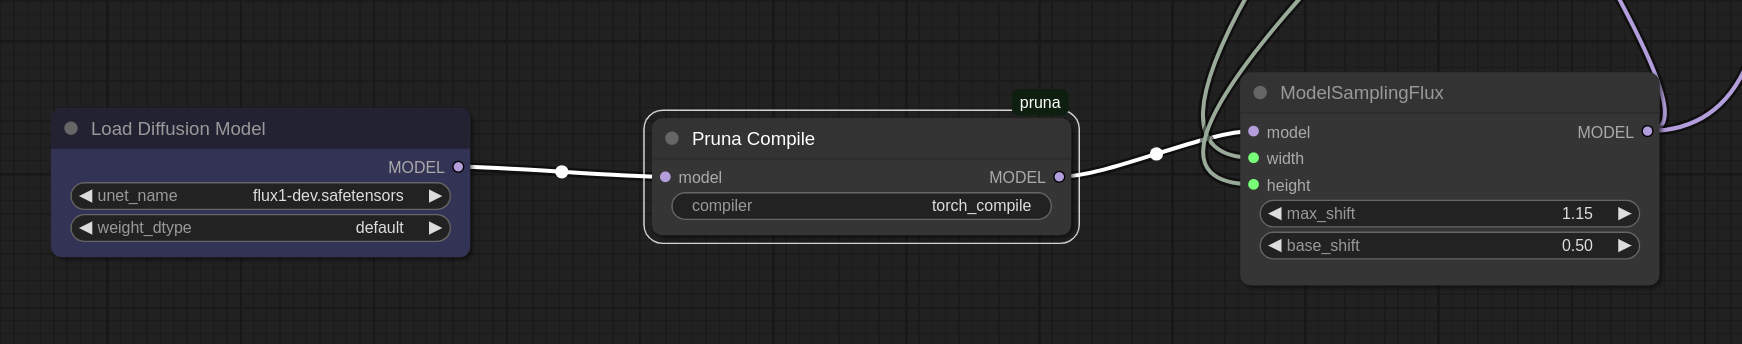 Load Diffusion Model
MODEL
unet_name flux1-dev.safetensors
weight_dtype default
pruna
Pruna Compile
model MODEL
compiler torch_compile
ModelSamplingFlux
model MODEL
width
height
max_shift 1.15
base_shift 0.50